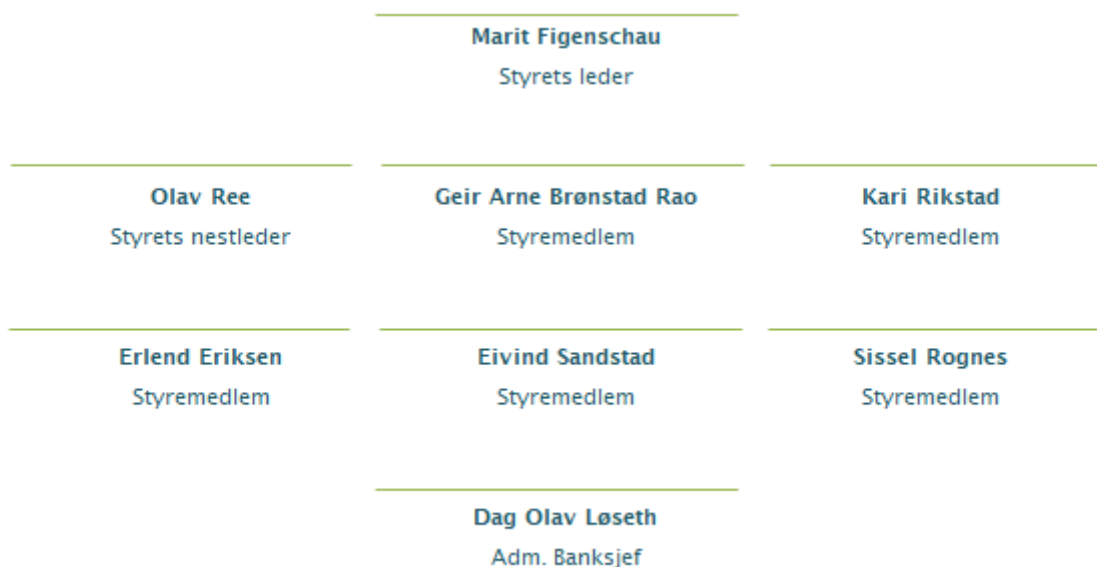 Marit Figenschau
Styrets leder
Olav Ree
Styrets nestleder
Geir Arne Brønstad Rao
Styremedlem
Kari Rikstad
Styremedlem
Erlend Eriksen
Styremedlem
Eivind Sandstad
Styremedlem
Sissel Rognes
Styremedlem
Dag Olav Løseth
Adm. Banksjef